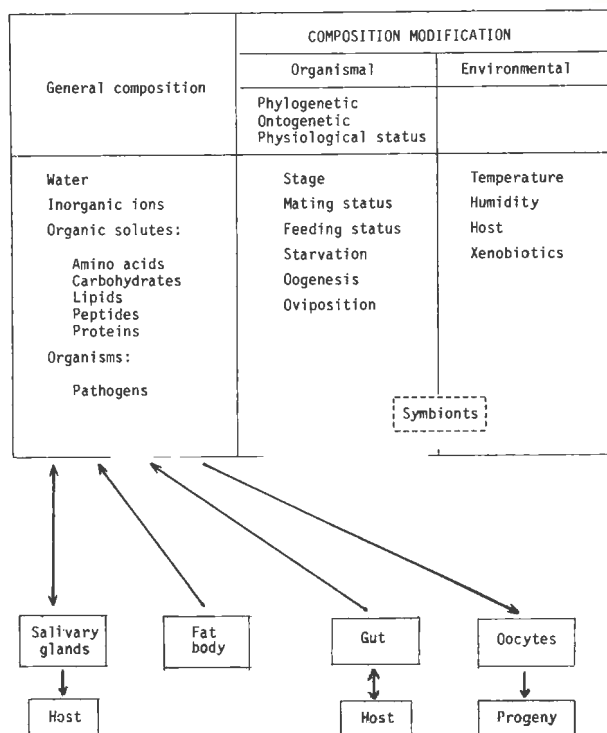 COMPOSITION MODIFICATION
General composition
Organismal
Environmental
Phylogenetic
Ontogenetic
Physiological status
Water
Inorganic ions
Organic solutes:
Amino acids
Carbohydrates
Lipids
Peptides
Proteins
Organisms:
Pathogens
Stage
Mating status
Feeding status
Starvation
Oogenesis
Oviposition
Temperature
Humidity
Host
Xenobiotics
Symbionts
Salivary
glands
Fat
body
Gut
Oocytes
Host
Host
Progeny